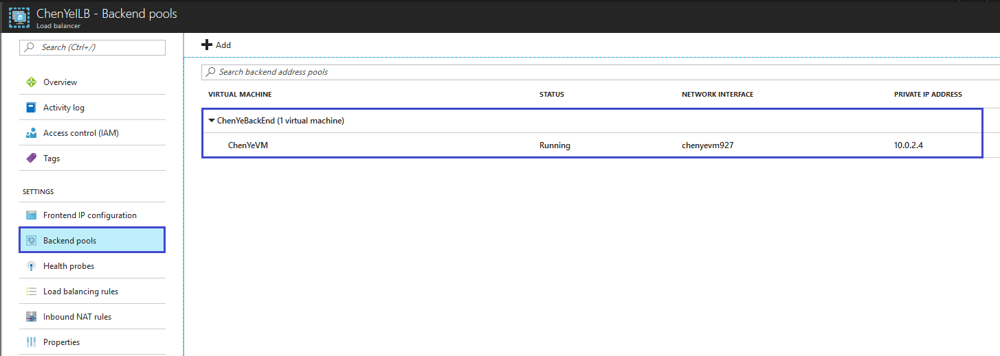 ChenYeILB - Backend pools
Load balancer
Search (Ctrl+/)
Overview
Activity log
Access control (IAM)
Tags
SETTINGS
Frontend IP configuration
Backend pools
Health probes
Load balancing rules
Inbound NAT rules
Properties
Add
Search backend address pools
VIRTUAL MACHINE STATUS NETWORK INTERFACE PRIVATE IP ADDRESS
ChenYeBackEnd (1 virtual machine)
ChenYeVM Running chenyevm927 10.0.2.4